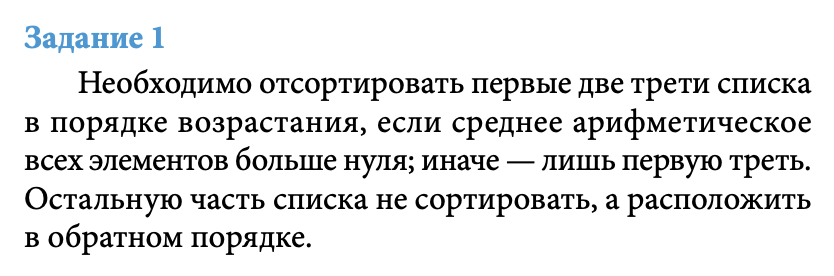 Задание 1
Необходимо отсортировать первые две трети списка
в порядке возрастания, если среднее арифметическое
всех элементов больше нуля; иначе — лишь первую треть.
Остальную часть списка не сортировать, а расположить
в обратном порядке.